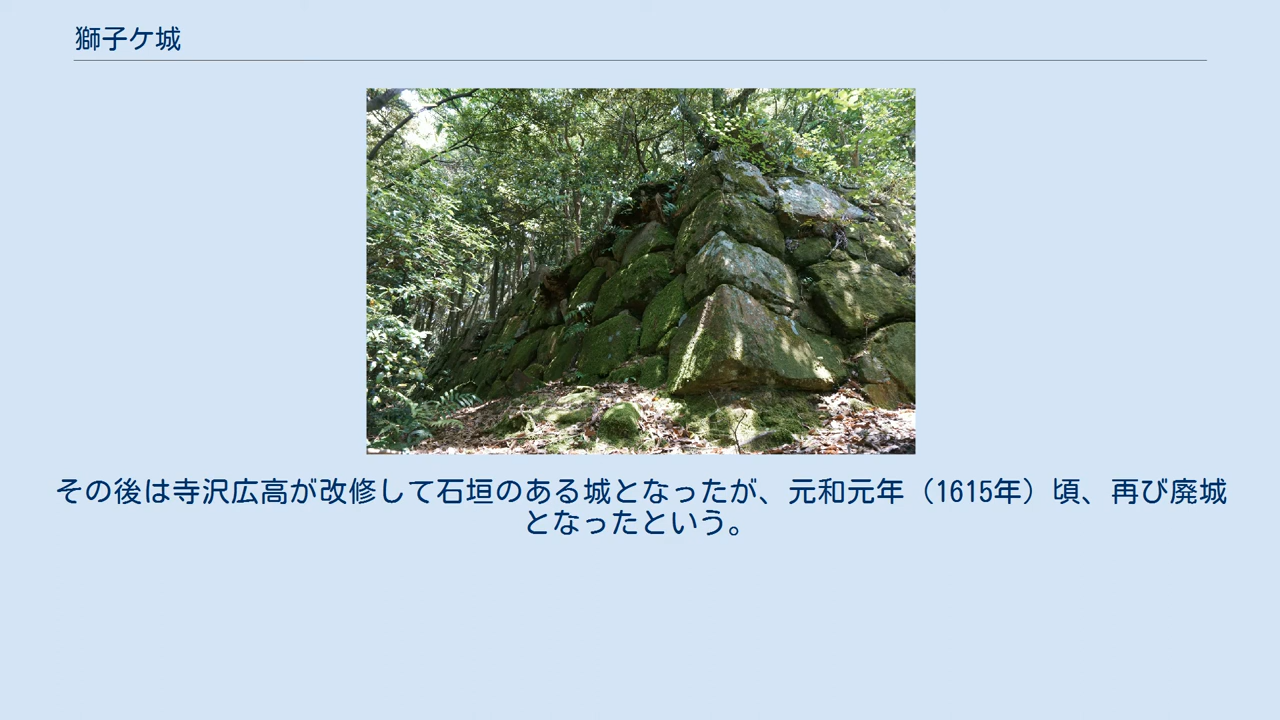 獅子ケ城
その後は寺沢広高が改修して石垣のある城となったが、元和元年（1615年）頃、再び廃城
となったという。